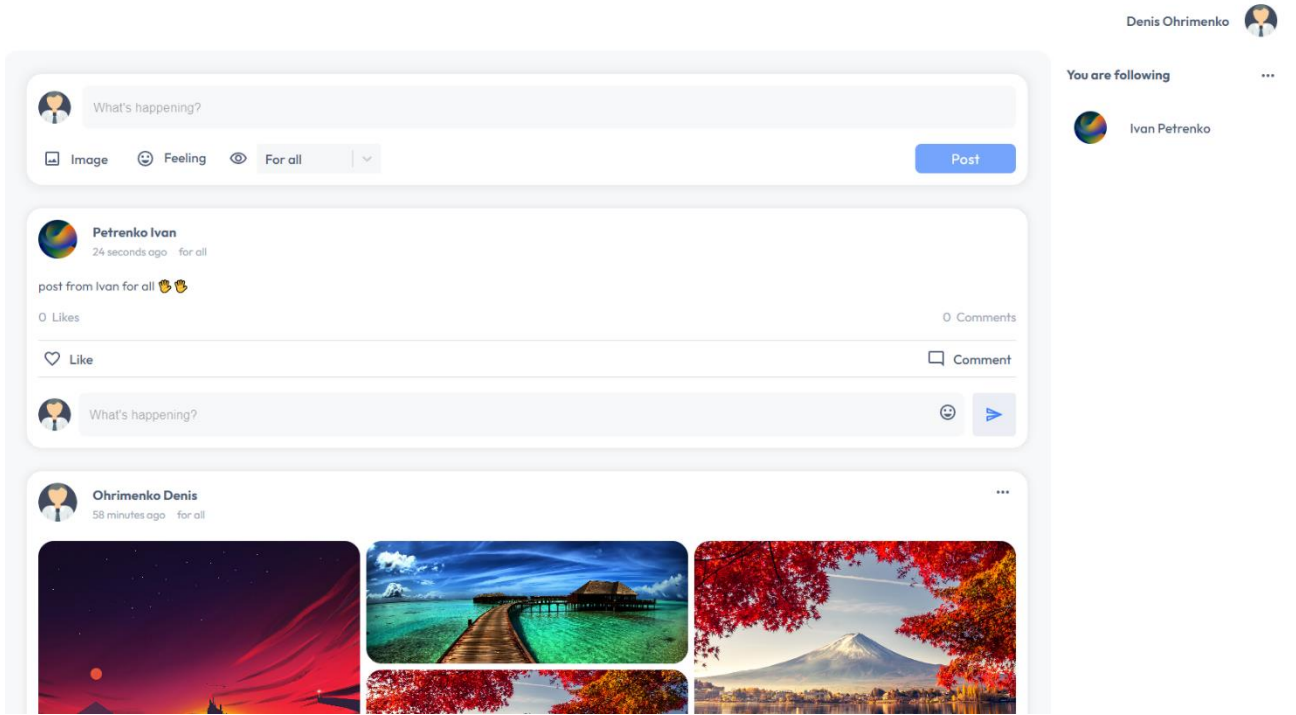 Denis Ohrimenko
What's happening?
Image Feeling For all Post
You are following
Ivan Petrenko
Petrenko Ivan
24 seconds ago for all
post from Ivan for all 👋👋
0 Likes 0 Comments
Like Comment
What's happening?
Ohrimenko Denis
58 minutes ago for all